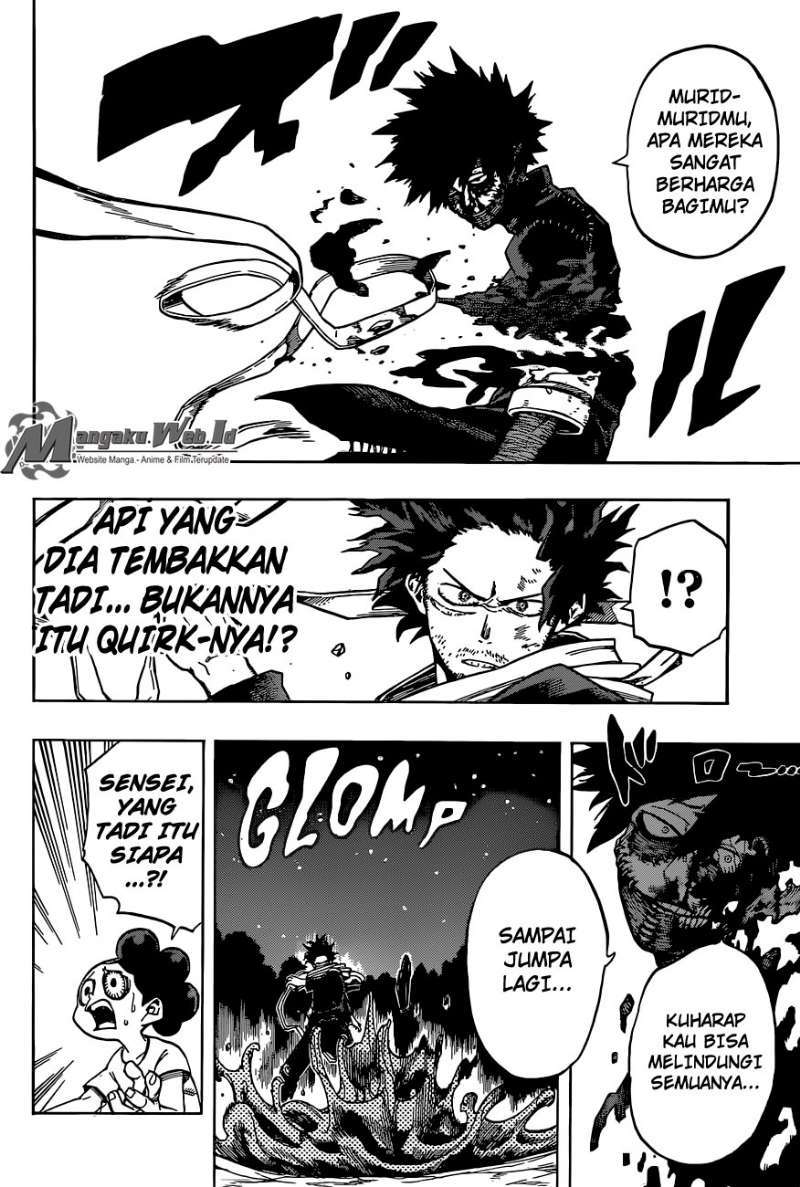 MURID-
MURIDMU,
APA MEREKA
SANGAT
BERHARGA
BAGIMU?
Mangaku.Web.Id
Website Manga - Anime & Film Terupdate
API YANG
DIA TEMBAKKAN
TADI... BUKANNYA
ITU QUIRK-NYA!?
!?
SENSEI,
YANG
TADI ITU
SIAPA
...?!
GLOMP
SAMPAI
JUMPA
LAGI...
KUHARAP
KAU BISA
MELINDUNGI
SEMUANYA...